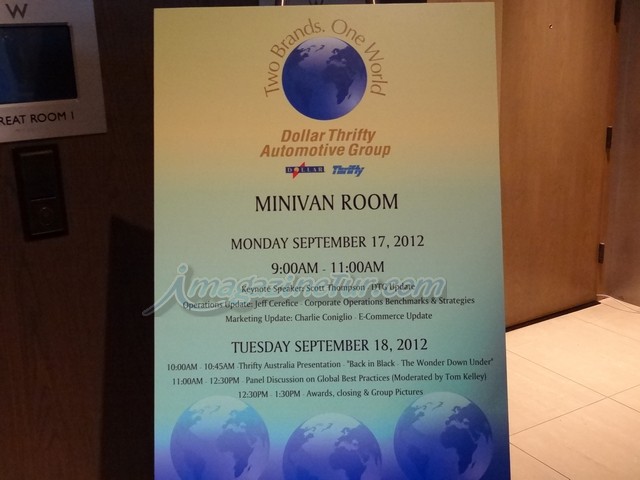 W
REAT ROOM 1
Two Brands. One World
Dollar Thrifty
Automotive Group
DOLLAR Thrifty
MINIVAN ROOM
MONDAY SEPTEMBER 17, 2012
9:00AM - 11:00AM
Keynote Speaker: Scott Thompson - DTG Update
Operations Update: Jeff Cerefice - Corporate Operations Benchmarks & Strategies
Marketing Update: Charlie Coniglio - E-Commerce Update
imagainefun.com
TUESDAY SEPTEMBER 18, 2012
10:00AM - 10:45AM - Thrifty Australia Presentation - "Back in Black - The Wonder Down Under"
11:00AM - 12:30PM - Panel Discussion on Global Best Practices (Moderated by Tom Kelley)
12:30PM - 1:30PM - Awards, closing & Group Pictures